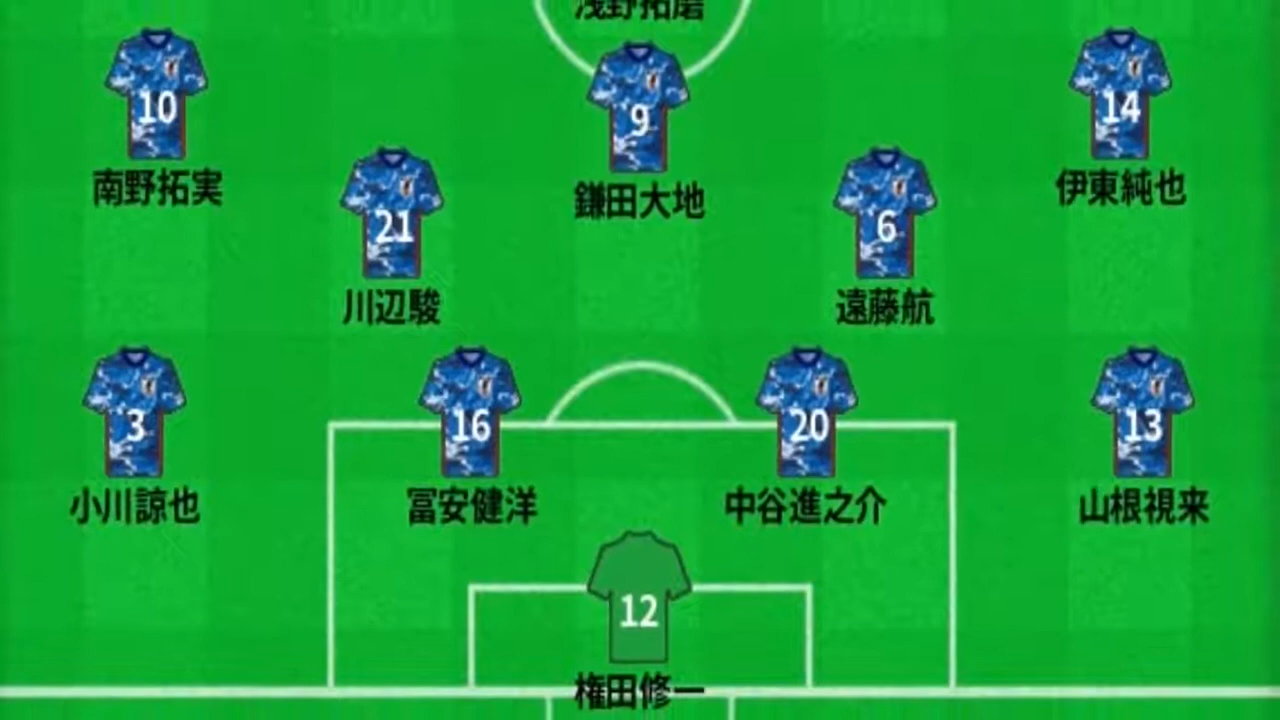 浅野拓磨
10
9
14
南野拓実
鎌田大地
伊東純也
21
6
川辺駿
遠藤航
3
16
20
13
小川諒也
冨安健洋
中谷進之介
山根視来
12
権田修一